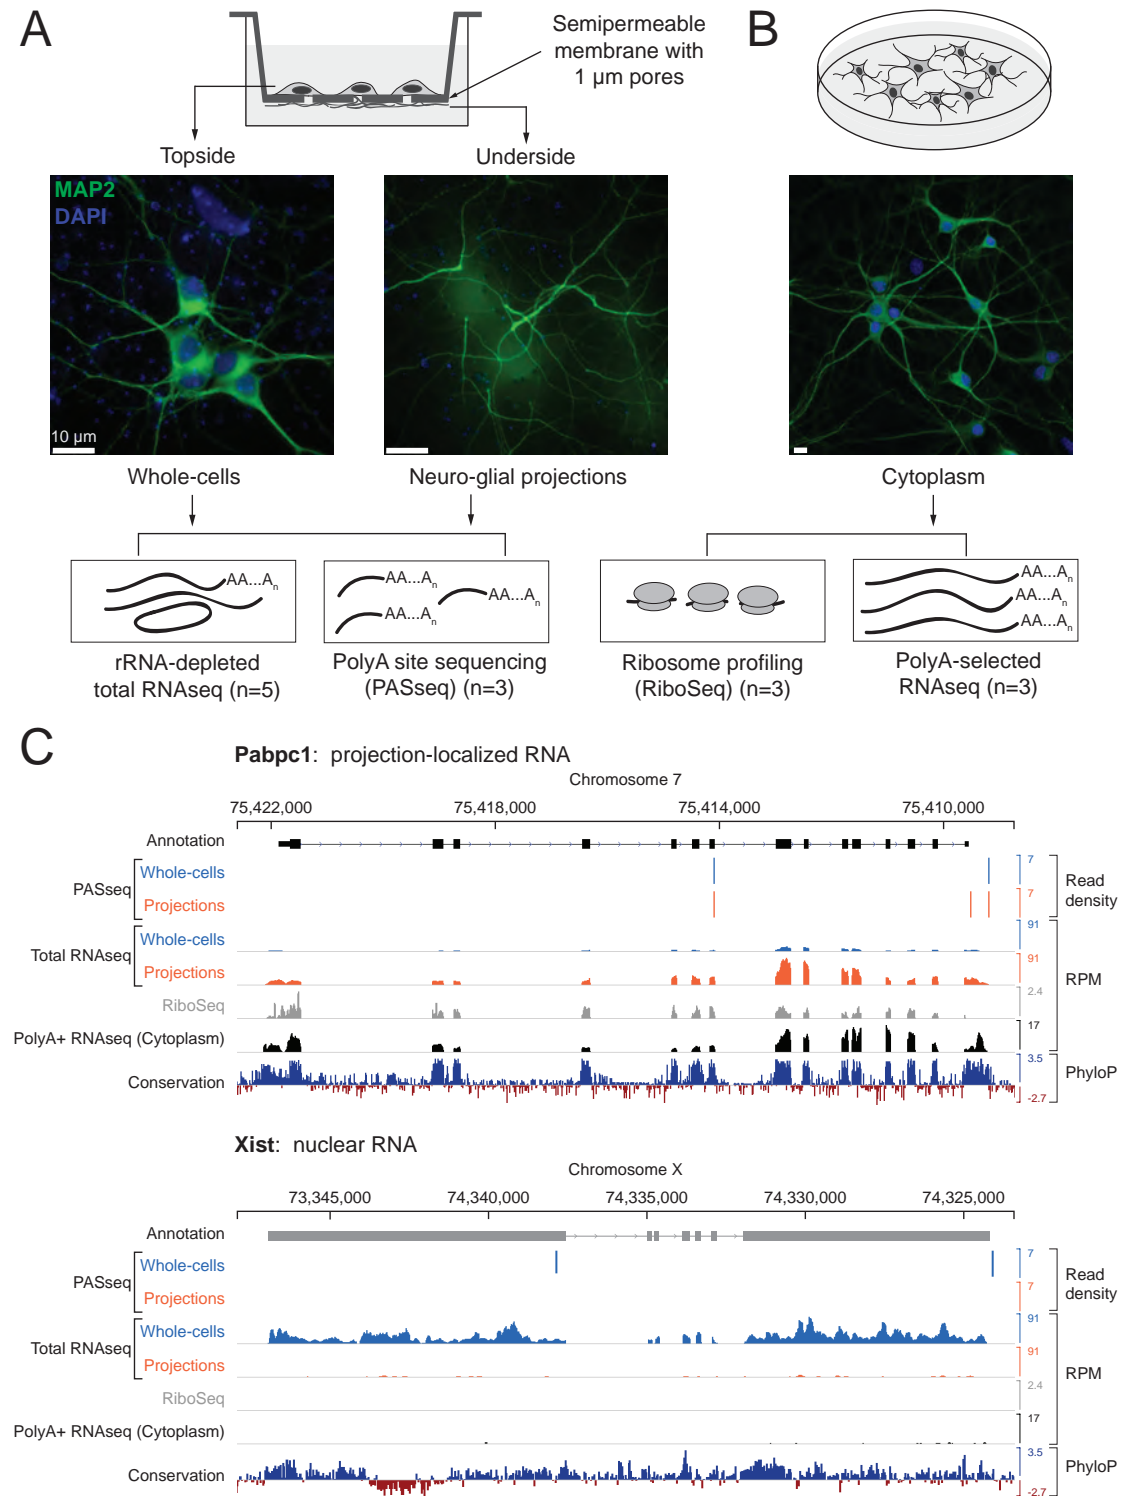 A
Semipermeable
membrane with
1 µm pores
B
Topside
Underside
MAP2
DAPI
10 µm
Whole-cells
Neuro-glial projections
Cytoplasm
AA...An
AA...An
AA...An
AA...An
AA...An
AA...An
AA...An
rRNA-depleted
total RNAseq (n=5)
PolyA site sequencing
(PASseq) (n=3)
Ribosome profiling
(RiboSeq) (n=3)
PolyA-selected
RNAseq (n=3)
C
Pabpc1: projection-localized RNA
Chromosome 7
75,422,000 75,418,000 75,414,000 75,410,000
Annotation
PASseq
Whole-cells 7
Projections 7
Read
density
Total RNAseq
Whole-cells 91
Projections 91
RPM
RiboSeq 2.4
PolyA+ RNAseq (Cytoplasm) 17
Conservation 3.5
-2.7
PhyloP
Xist: nuclear RNA
Chromosome X
73,345,000 74,340,000 74,335,000 74,330,000 74,325,000
Annotation
PASseq
Whole-cells 7
Projections 7
Read
density
Total RNAseq
Whole-cells 91
Projections 91
RPM
RiboSeq 2.4
PolyA+ RNAseq (Cytoplasm) 17
Conservation 3.5
-2.7
PhyloP